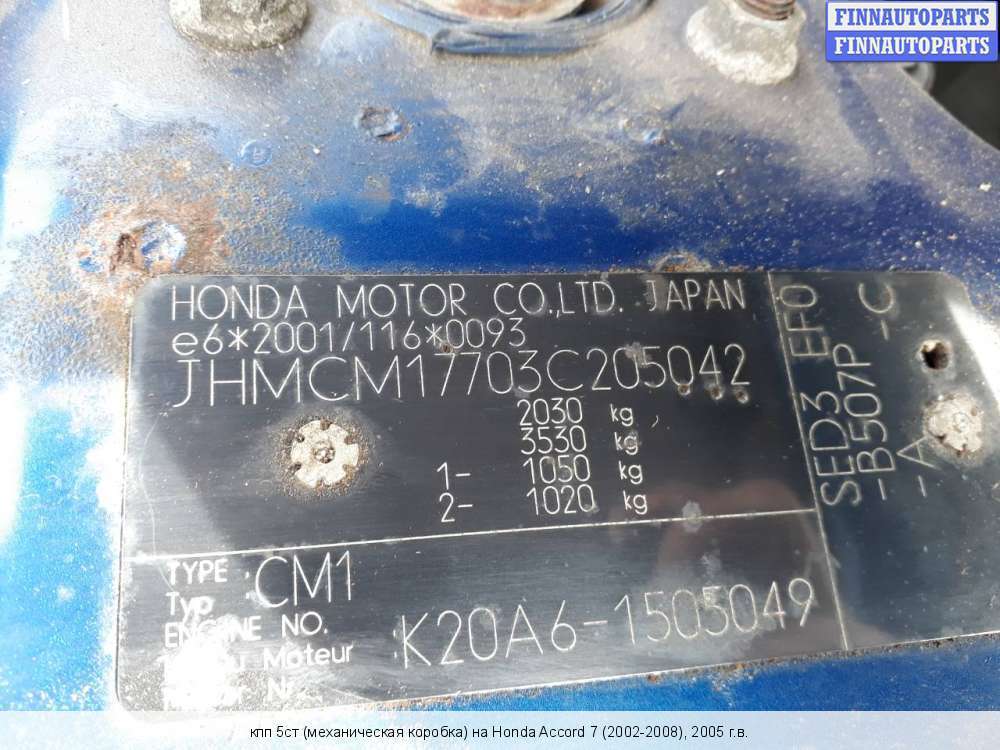 FINNAUTOPARTS
FINNAUTOPARTS
HONDA MOTOR CO.,LTD. JAPAN
e6*2001/116*0093
JHMCM17703C205042
2030 kg
3530 kg
1- 1050 kg
2- 1020 kg
SED3 EF0
-B507P -C
-A
TYPE CM1
Typ
ENGINE NO. K20A6-1505049
Moteur
кпп 5ст (механическая коробка) на Honda Accord 7 (2002-2008), 2005 г.в.